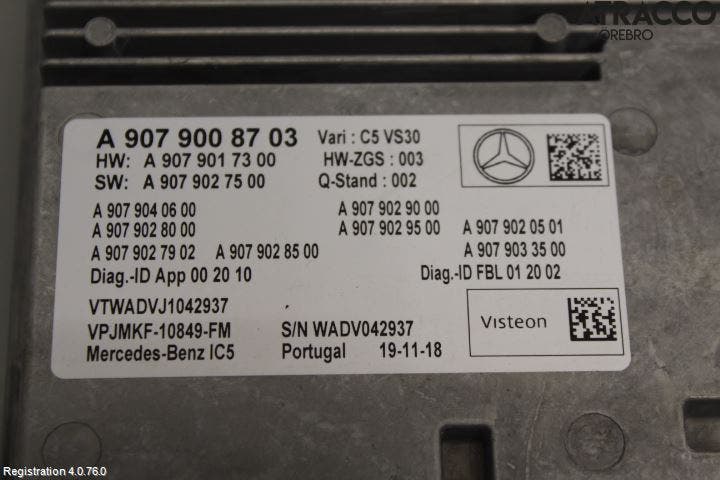 ATRACCO
ÖREBRO
A 907 900 87 03 Vari : C5 VS30
HW: A 907 901 73 00 HW-ZGS : 003
SW: A 907 902 75 00 Q-Stand : 002
A 907 904 06 00 A 907 902 90 00
A 907 902 80 00 A 907 902 95 00 A 907 902 05 01
A 907 902 79 02 A 907 902 85 00 A 907 903 35 00
Diag.-ID App 00 20 10 Diag.-ID FBL 01 20 02
VTWADVJ1042937
VPJMKF-10849-FM S/N WADV042937 Visteon
Mercedes-Benz IC5 Portugal 19-11-18
Registration 4.0.76.0